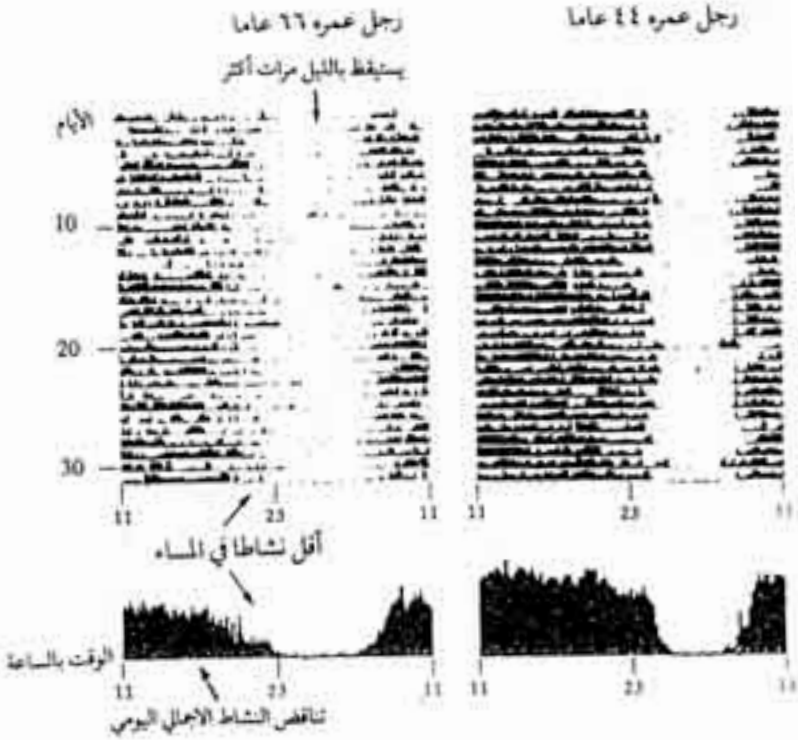 رجل عمره ٦٦ عاما
رجل عمره ٤٤ عاما
يستيقظ بالليل مرات أكثر
الأيام
10
20
30
11 23 11
11 23 11
أقل نشاطا في المساء
الوقت بالساعة
11 23 11
11 23 11
تناقص النشاط الاجمالي اليومي